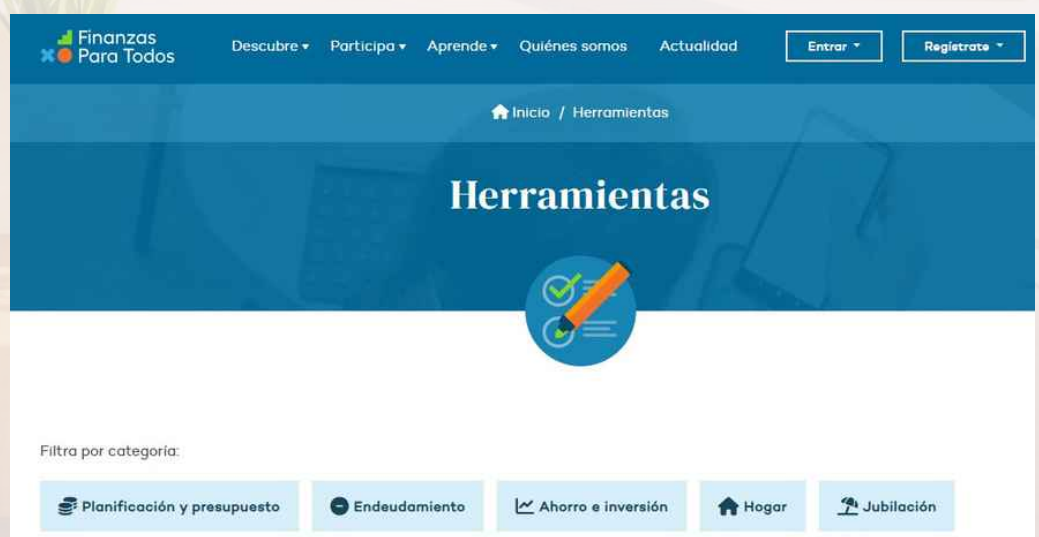 Finanzas
Para Todos
Descubre Participa Aprende Quiénes somos Actualidad Entrar Regístrate
Inicio / Herramientas
Herramientas
Filtra por categoría:
Planificación y presupuesto Endeudamiento Ahorro e inversión Hogar Jubilación